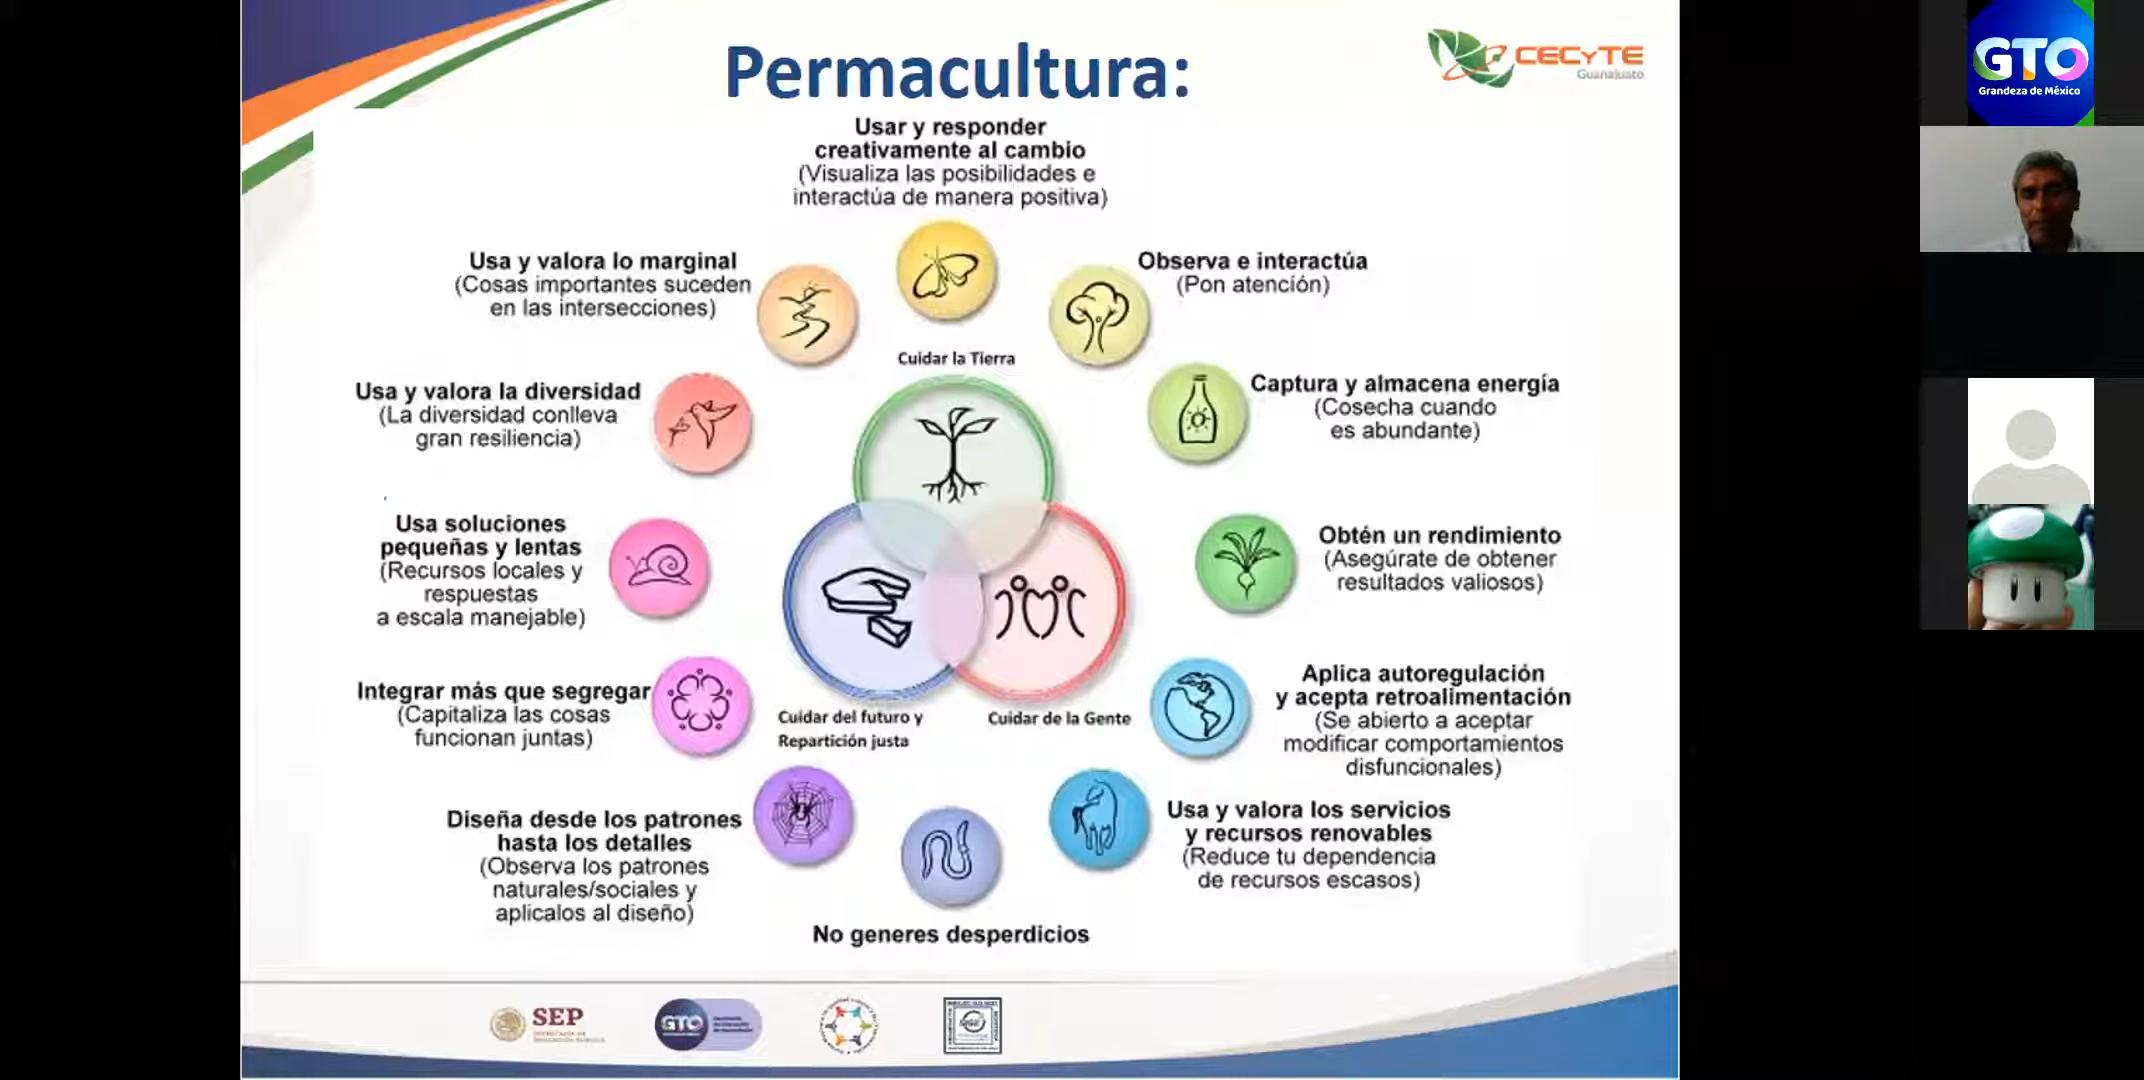 Permacultura:
CECyTE
Guanajuato
GTO
Grandeza de México
Usar y responder
creativamente al cambio
(Visualiza las posibilidades e
interactúa de manera positiva)
Usa y valora lo marginal
(Cosas importantes suceden
en las intersecciones)
Observa e interactúa
(Pon atención)
Cuidar la Tierra
Usa y valora la diversidad
(La diversidad conlleva
gran resiliencia)
Captura y almacena energía
(Cosecha cuando
es abundante)
Usa soluciones
pequeñas y lentas
(Recursos locales y
respuestas
a escala manejable)
Obtén un rendimiento
(Asegúrate de obtener
resultados valiosos)
Integrar más que segregar
(Capitaliza las cosas
funcionan juntas)
Cuidar del futuro y
Repartición justa
Cuidar de la Gente
Aplica autoregulación
y acepta retroalimentación
(Se abierto a aceptar
modificar comportamientos
disfuncionales)
Diseña desde los patrones
hasta los detalles
(Observa los patrones
naturales/sociales y
aplícalos al diseño)
Usa y valora los servicios
y recursos renovables
(Reduce tu dependencia
de recursos escasos)
No generes desperdicios
SEP
GTO